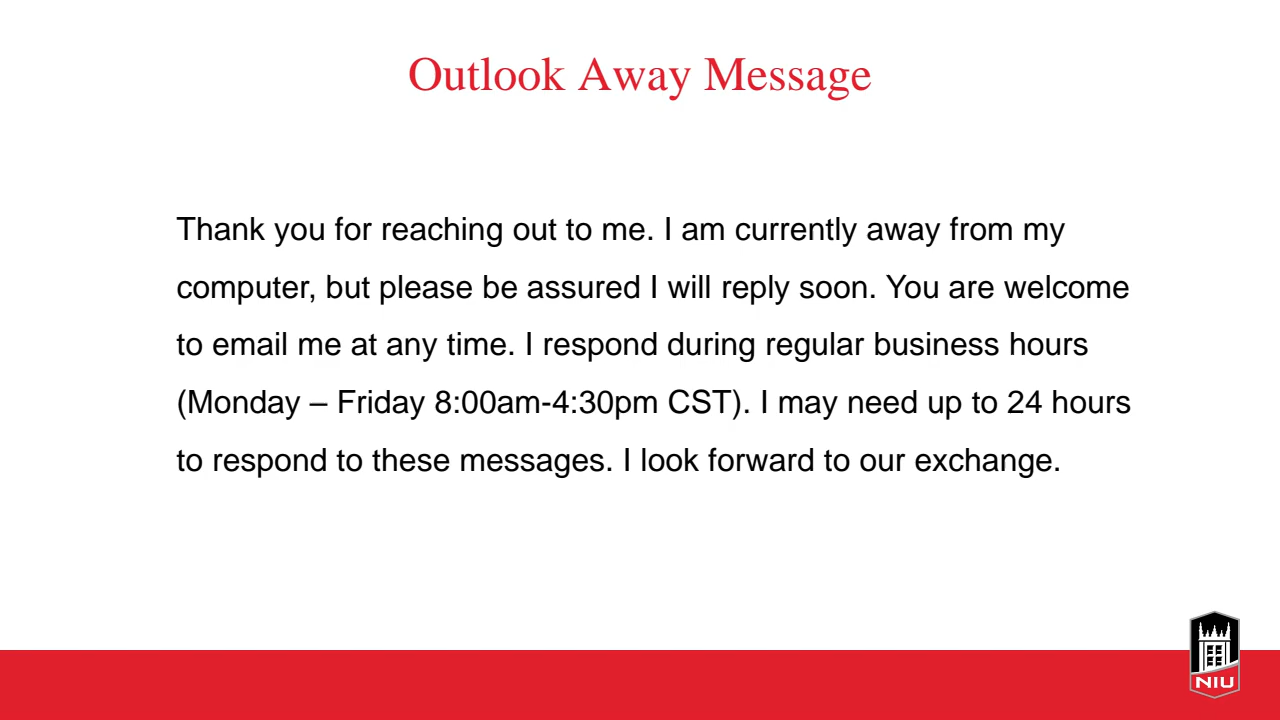 Outlook Away Message
Thank you for reaching out to me. I am currently away from my
computer, but please be assured I will reply soon. You are welcome
to email me at any time. I respond during regular business hours
(Monday – Friday 8:00am-4:30pm CST). I may need up to 24 hours
to respond to these messages. I look forward to our exchange.
NIU